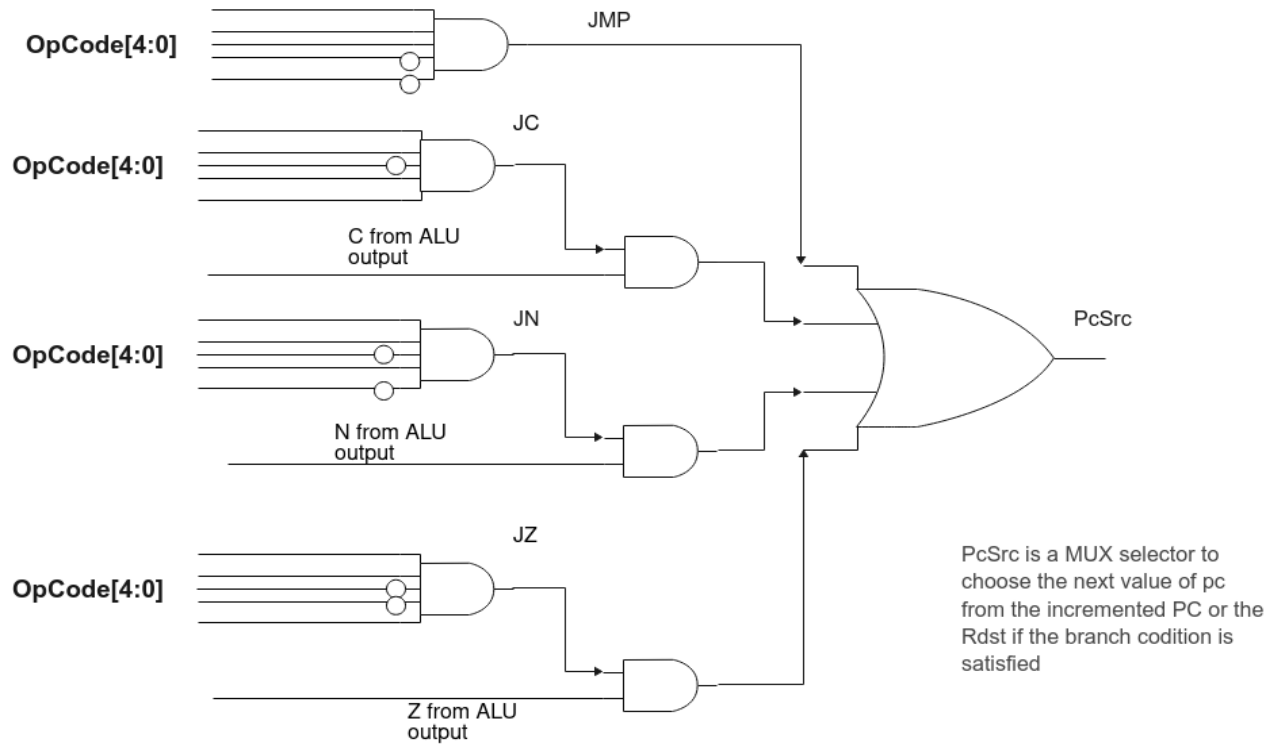 JMP
OpCode[4:0]
JC
OpCode[4:0]
C from ALU
output
JN
PcSrc
OpCode[4:0]
N from ALU
output
JZ
OpCode[4:0]
PcSrc is a MUX selector to
choose the next value of pc
from the incremented PC or the
Rdst if the branch codition is
satisfied
Z from ALU
output